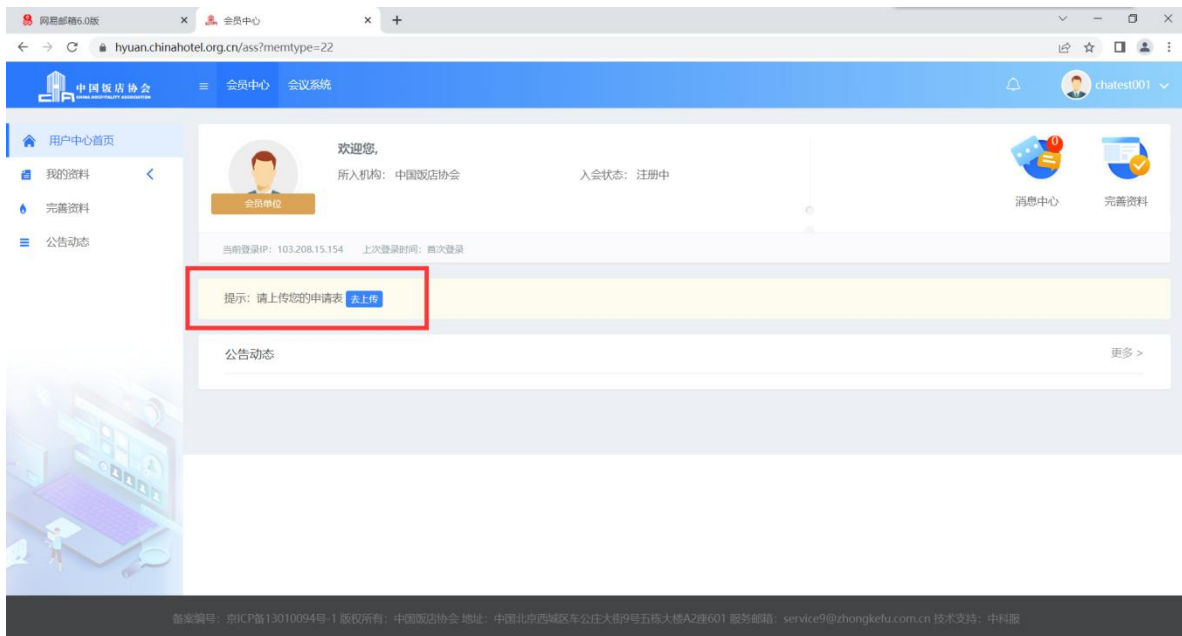 网易邮箱6.0版
会员中心
hyuan.chinahotel.org.cn/ass?memtype=22
中国饭店协会
CHINA HOSPITALITY ASSOCIATION
会员中心 会议系统
chatest001
用户中心首页
我的资料
完善资料
公告动态
欢迎您,
所入机构: 中国饭店协会 入会状态: 注册中
会员单位
0
消息中心 完善资料
当前登录IP: 103.208.15.154 上次登录时间: 首次登录
提示: 请上传您的申请表 去上传
公告动态 更多 >
备案编号: 京ICP备13010094号-1 版权所有: 中国饭店协会 地址: 中国北京西城区车公庄大街9号五栋大楼A2座601 服务邮箱: service9@zhongkefu.com.cn 技术支持: 中科服